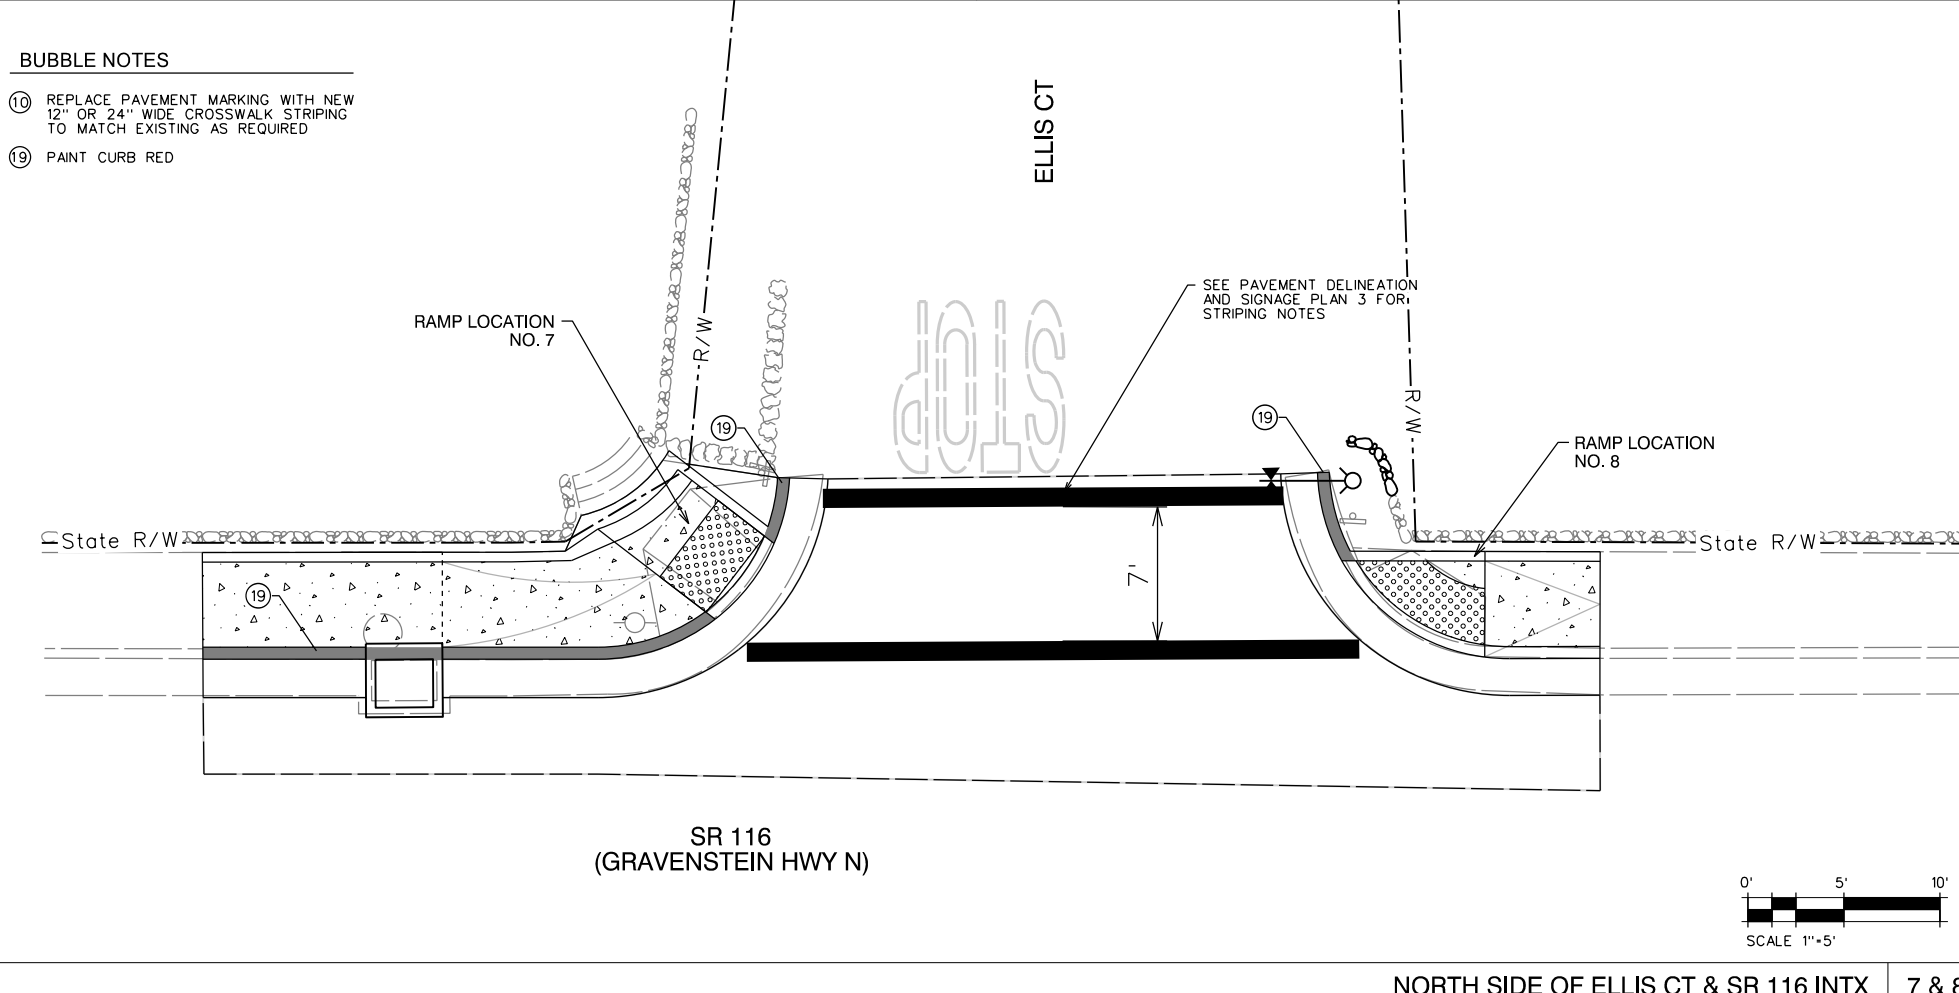 BUBBLE NOTES
10 REPLACE PAVEMENT MARKING WITH NEW
12" OR 24" WIDE CROSSWALK STRIPING
TO MATCH EXISTING AS REQUIRED
19 PAINT CURB RED
ELLIS CT
SEE PAVEMENT DELINEATION
AND SIGNAGE PLAN 3 FOR
STRIPING NOTES
RAMP LOCATION
NO. 7
R/W
STOP
R/W
19
19
RAMP LOCATION
NO. 8
State R/W
State R/W
7'
19
SR 116
(GRAVENSTEIN HWY N)
0' 5' 10'
SCALE 1"=5'
NORTH SIDE OF ELLIS CT & SR 116 INTX
7 & 8